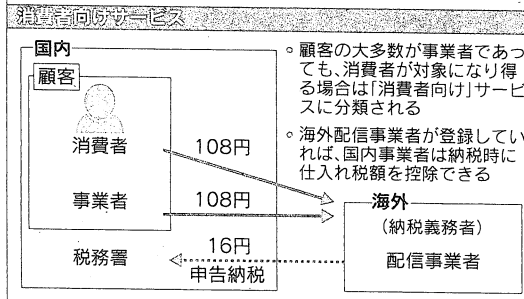 消費者向けサービス
国内
顧客
消費者
108円
事業者
108円
税務署
16円
申告納税
。顧客の大多数が事業者であっ
ても、消費者が対象になり得
る場合は「消費者向け」サービ
スに分類される
。海外配信事業者が登録してい
れば、国内事業者は納税時に
仕入れ税額を控除できる
海外
(納税義務者)
配信事業者